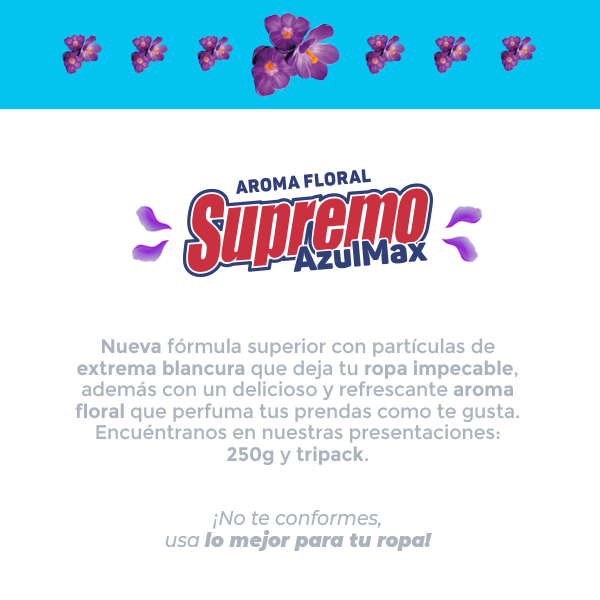 AROMA FLORAL
Supremo
AzulMax
Nueva fórmula superior con partículas de
extrema blancura que deja tu ropa impecable,
además con un delicioso y refrescante aroma
floral que perfuma tus prendas como te gusta.
Encuéntranos en nuestras presentaciones:
250g y tripack.
¡No te conformes,
usa lo mejor para tu ropa!